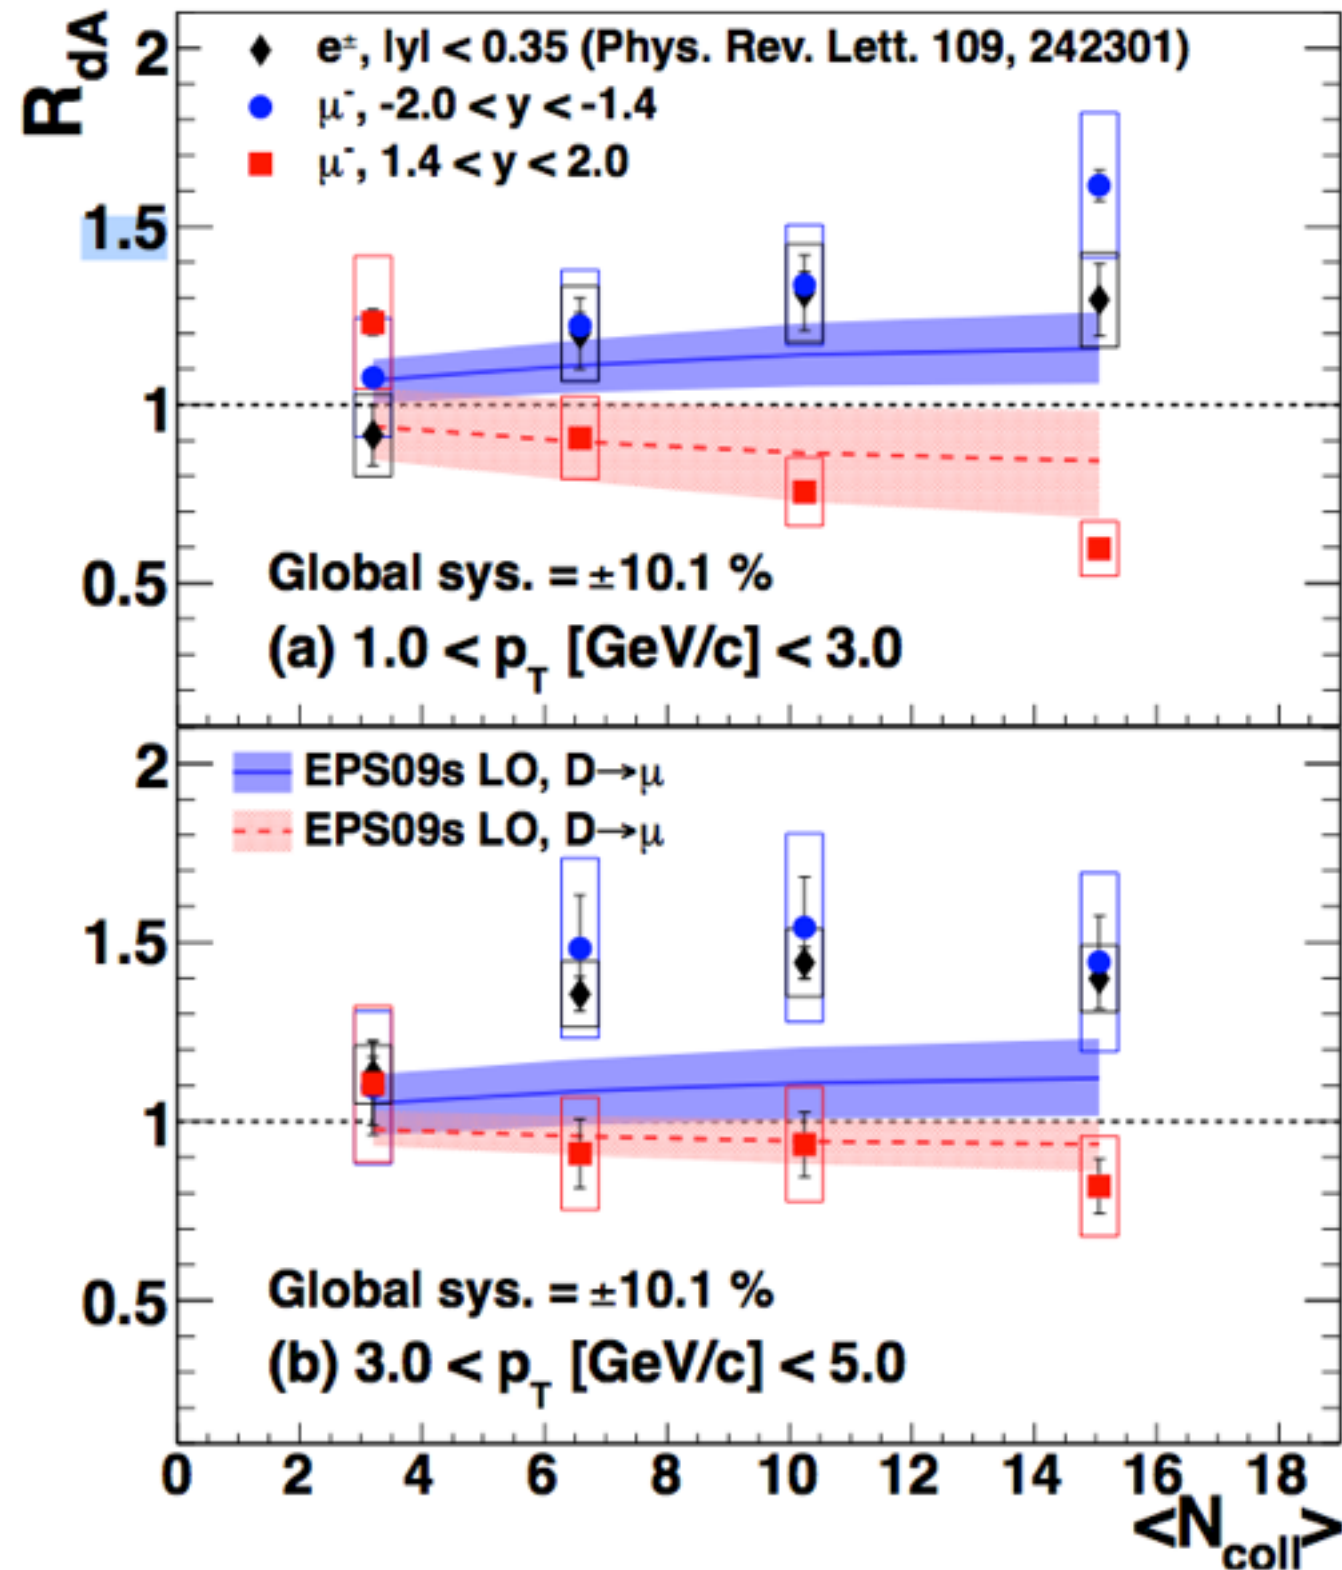 R_dA
2
e±, |y| < 0.35 (Phys. Rev. Lett. 109, 242301)
μ-, -2.0 < y < -1.4
μ-, 1.4 < y < 2.0
1.5
1
0.5
Global sys. = ±10.1 %
(a) 1.0 < p_T [GeV/c] < 3.0
2
EPS09s LO, D→μ
EPS09s LO, D→μ
1.5
1
0.5
Global sys. = ±10.1 %
(b) 3.0 < p_T [GeV/c] < 5.0
0 2 4 6 8 10 12 14 16 18
<N_coll>